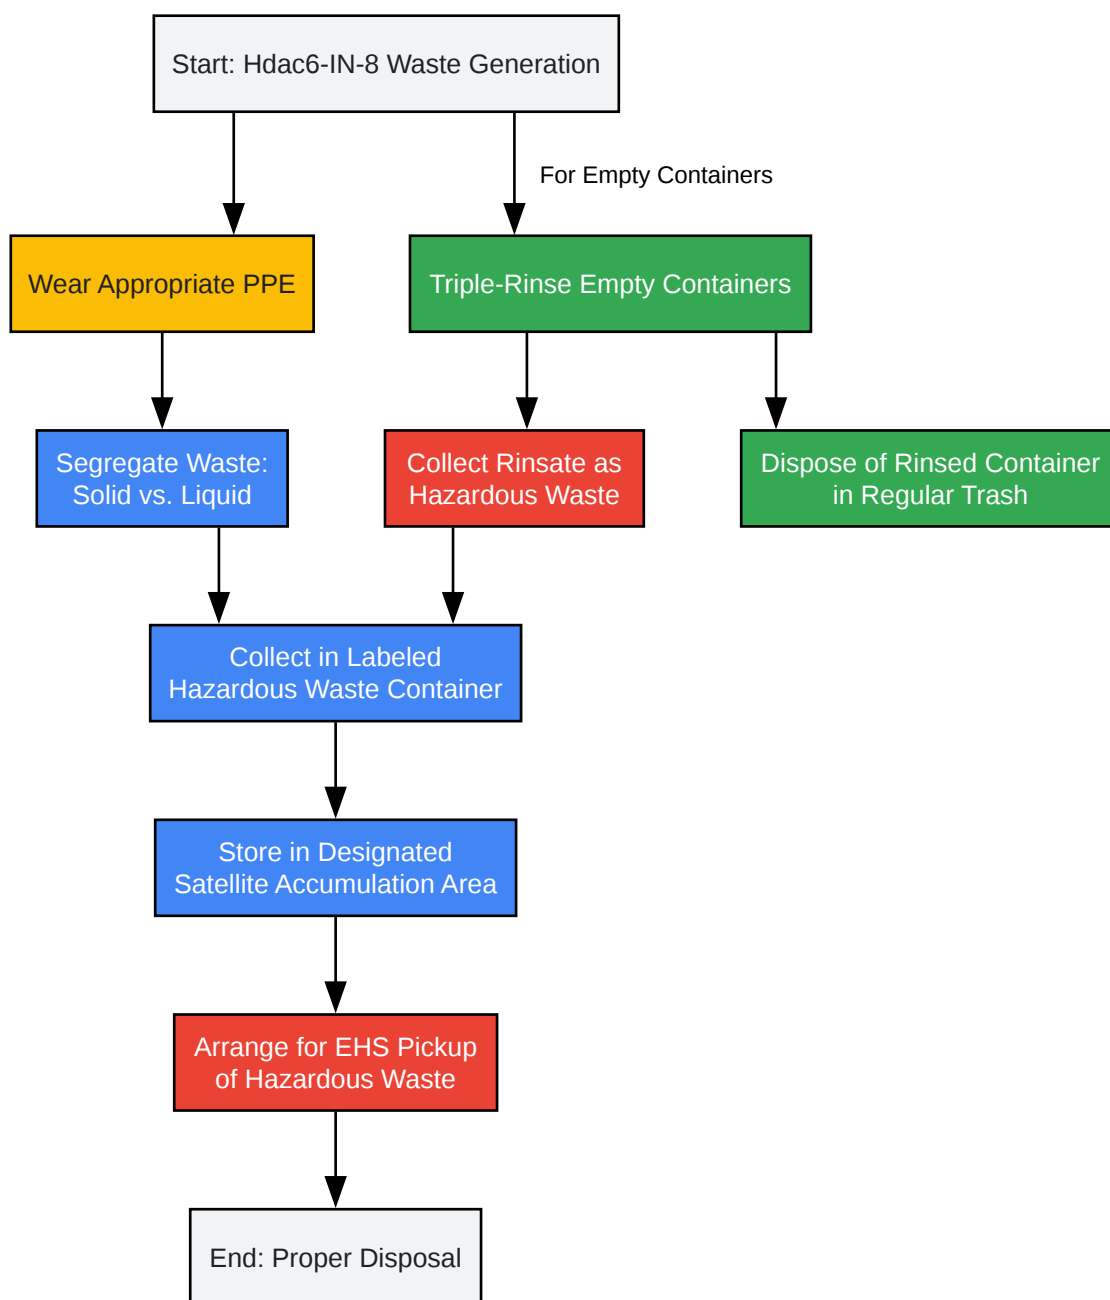 Start: Hdac6-IN-8 Waste Generation
For Empty Containers
Wear Appropriate PPE
Triple-Rinse Empty Containers
Segregate Waste:
Solid vs. Liquid
Collect Rinsate as
Hazardous Waste
Dispose of Rinsed Container
in Regular Trash
Collect in Labeled
Hazardous Waste Container
Store in Designated
Satellite Accumulation Area
Arrange for EHS Pickup
of Hazardous Waste
End: Proper Disposal